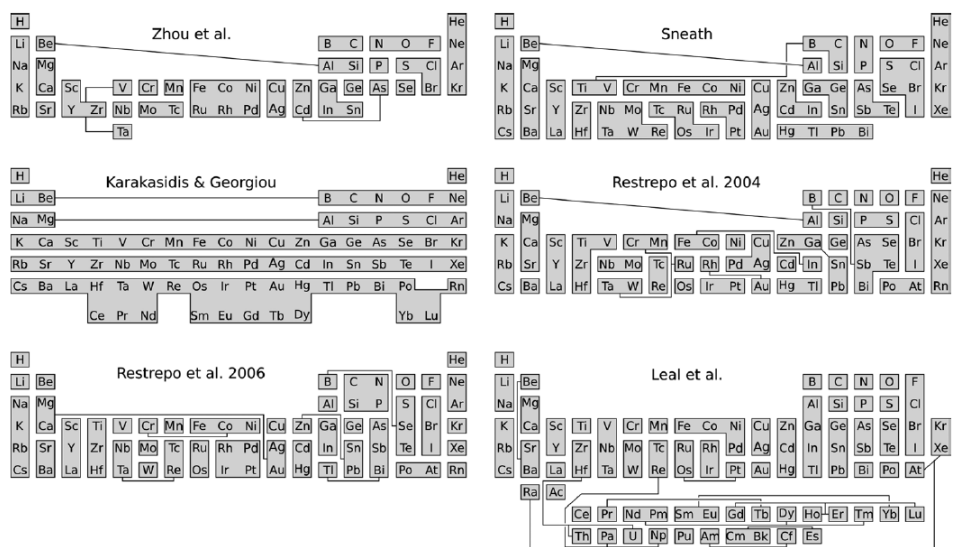 H He
Zhou et al.
Li Be B C N O F Ne
Na Mg Al Si P S Cl Ar
K Ca Sc V Cr Mn Fe Co Ni Cu Zn Ga Ge As Se Br Kr
Rb Sr Y Zr Nb Mo Tc Ru Rh Pd Ag Cd In Sn
Ta
H He
Sneath
Li Be B C N O F Ne
Na Mg Al Si P S Cl Ar
K Ca Sc Ti V Cr Mn Fe Co Ni Cu Zn Ga Ge As Se Br Kr
Rb Sr Y Zr Nb Mo Tc Ru Rh Pd Ag Cd In Sn Sb Te I Xe
Cs Ba La Hf Ta W Re Os Ir Pt Au Hg Tl Pb Bi
H He
Karakasidis & Georgiou
Li Be B C N O F Ne
Na Mg Al Si P S Cl Ar
K Ca Sc Ti V Cr Mn Fe Co Ni Cu Zn Ga Ge As Se Br Kr
Rb Sr Y Zr Nb Mo Tc Ru Rh Pd Ag Cd In Sn Sb Te I Xe
Cs Ba La Hf Ta W Re Os Ir Pt Au Hg Tl Pb Bi Po Rn
Ce Pr Nd Sm Eu Gd Tb Dy Yb Lu
H He
Restrepo et al. 2004
Li Be B C N O F Ne
Na Mg Al Si P S Cl Ar
K Ca Sc Ti V Cr Mn Fe Co Ni Cu Zn Ga Ge As Se Br Kr
Rb Sr Y Zr Nb Mo Tc Ru Rh Pd Ag Cd In Sn Sb Te I Xe
Cs Ba La Hf Ta W Re Os Ir Pt Au Hg Tl Pb Bi Po At Rn
H He
Restrepo et al. 2006
Li Be B C N O F Ne
Na Mg Al Si P S Cl Ar
K Ca Sc Ti V Cr Mn Fe Co Ni Cu Zn Ga Ge As Se Br Kr
Rb Sr Y Zr Nb Mo Tc Ru Rh Pd Ag Cd In Sn Sb Te I Xe
Cs Ba La Hf Ta W Re Os Ir Pt Au Hg Tl Pb Bi Po At Rn
H
Leal et al.
Li Be B C N O F
Na Mg Al Si P S Cl
K Ca Sc Ti V Cr Mn Fe Co Ni Cu Zn Ga Ge As Se Br Kr
Rb Sr Y Zr Nb Mo Tc Ru Rh Pd Ag Cd In Sn Sb Te I Xe
Cs Ba La Hf Ta W Re Os Ir Pt Au Hg Tl Pb Bi Po At
Ra Ac
Ce Pr Nd Pm Sm Eu Gd Tb Dy Ho Er Tm Yb Lu
Th Pa U Np Pu Am Cm Bk Cf Es